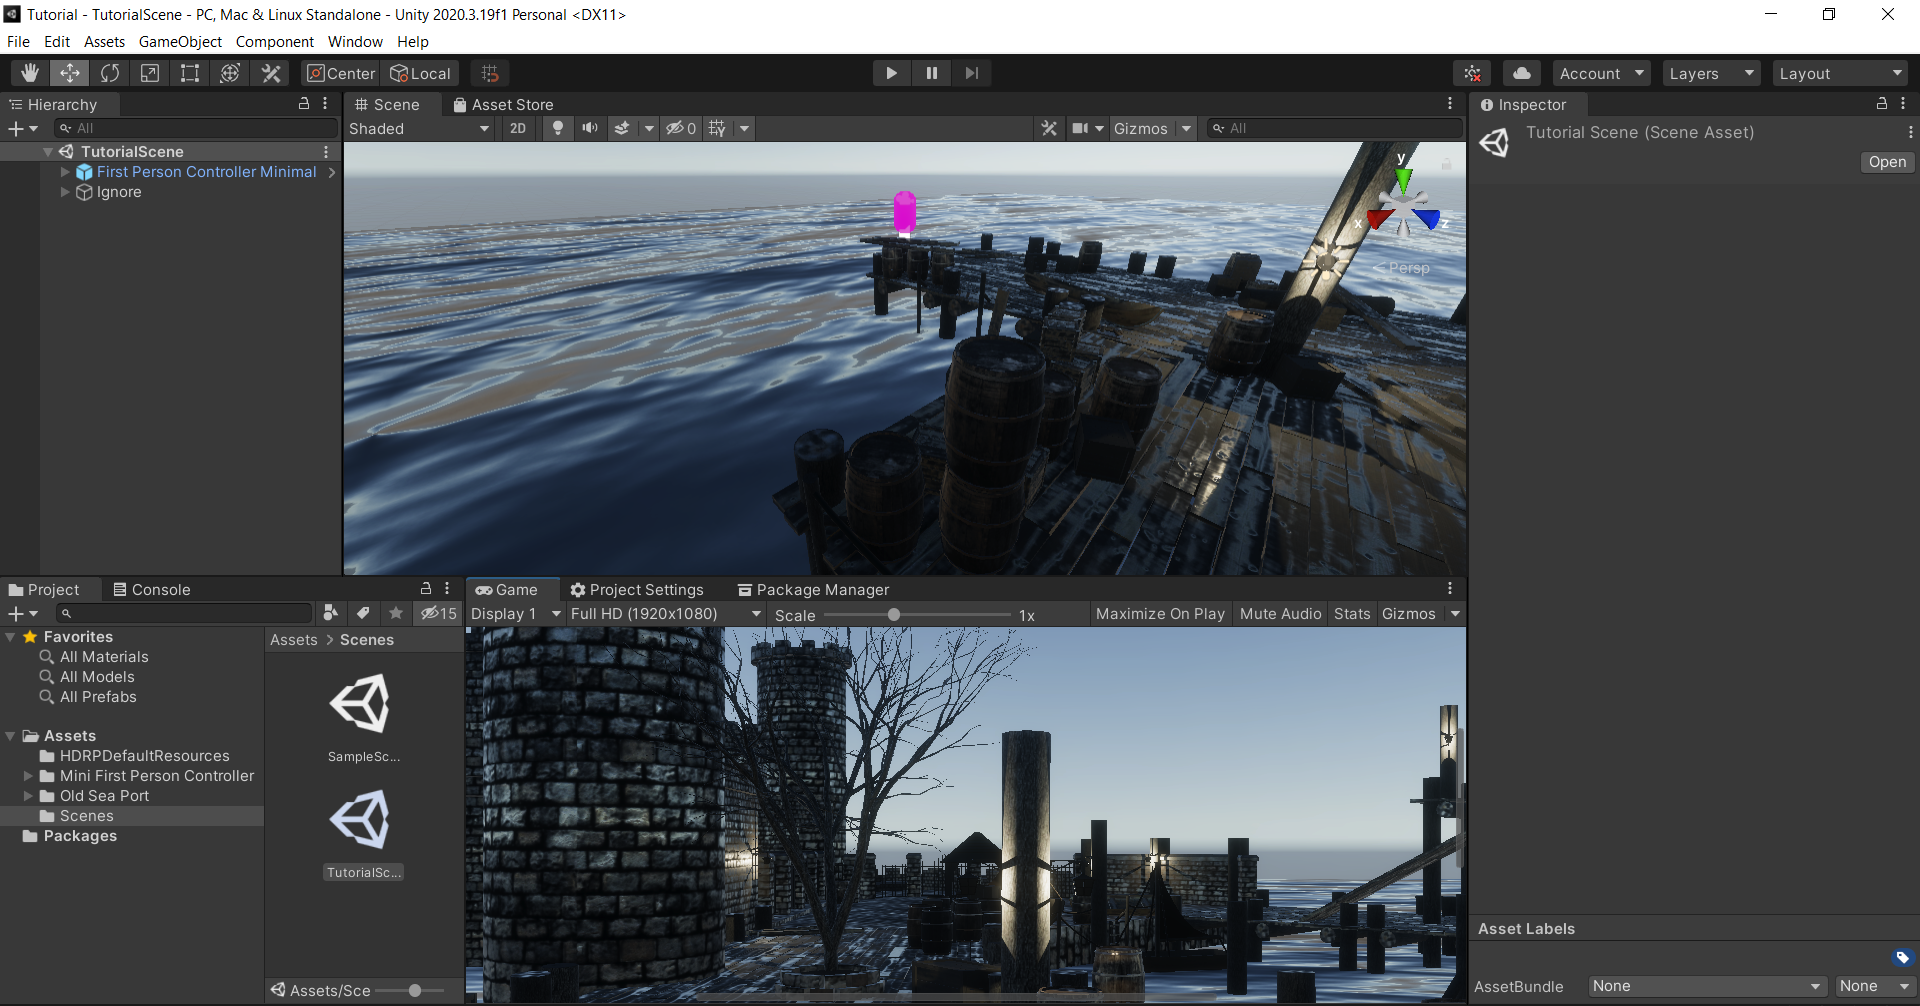 Tutorial - TutorialScene - PC, Mac & Linux Standalone - Unity 2020.3.19f1 Personal <DX11>
File Edit Assets GameObject Component Window Help
Center Local Account Layers Layout
Hierarchy
All
TutorialScene
First Person Controller Minimal
Ignore
Scene Asset Store
Shaded 2D 0 Gizmos All
y
x z
Persp
Inspector
Tutorial Scene (Scene Asset)
Open
Project Console
15
Favorites
All Materials
All Models
All Prefabs
Assets
HDRPDefaultResources
Mini First Person Controller
Old Sea Port
Scenes
Packages
Assets > Scenes
SampleSc...
TutorialSc...
Assets/Sce
Game Project Settings Package Manager
Display 1 Full HD (1920x1080) Scale 1x Maximize On Play Mute Audio Stats Gizmos
Asset Labels
AssetBundle None None